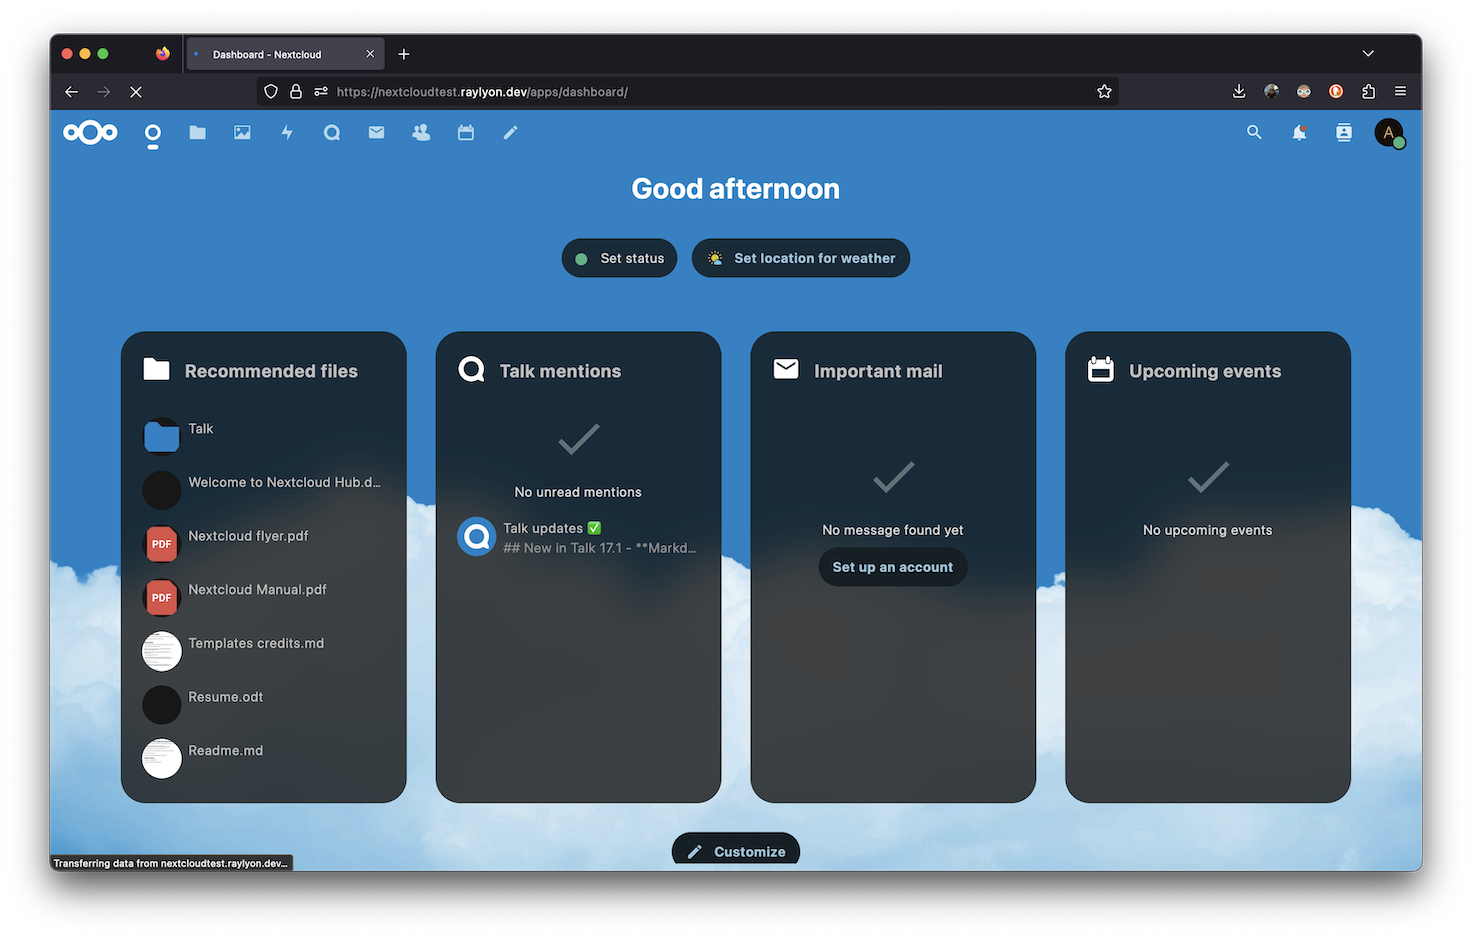 Dashboard - Nextcloud
https://nextcloudtest.raylyon.dev/apps/dashboard/
A
Good afternoon
Set status
Set location for weather
Recommended files
Talk
Welcome to Nextcloud Hub.d...
PDF
Nextcloud flyer.pdf
PDF
Nextcloud Manual.pdf
Templates credits.md
Resume.odt
Readme.md
Talk mentions
No unread mentions
Talk updates ✅
## New in Talk 17.1 - **Markd...
Important mail
No message found yet
Set up an account
Upcoming events
No upcoming events
Customize
Transferring data from nextcloudtest.raylyon.dev...